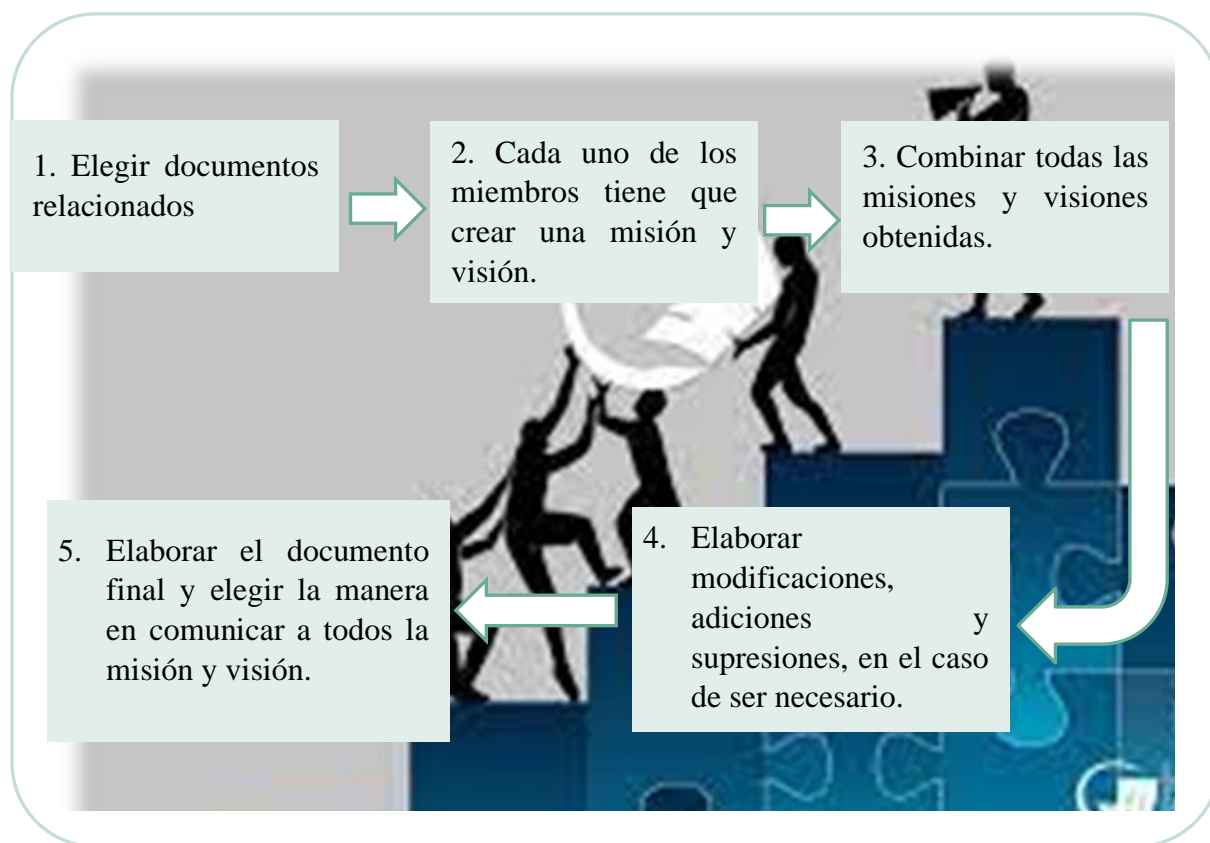 1. Elegir documentos
relacionados
2. Cada uno de los
miembros tiene que
crear una misión y
visión.
3. Combinar todas las
misiones y visiones
obtenidas.
4. Elaborar
modificaciones,
adiciones y
supresiones, en el caso
de ser necesario.
5. Elaborar el documento
final y elegir la manera
en comunicar a todos la
misión y visión.